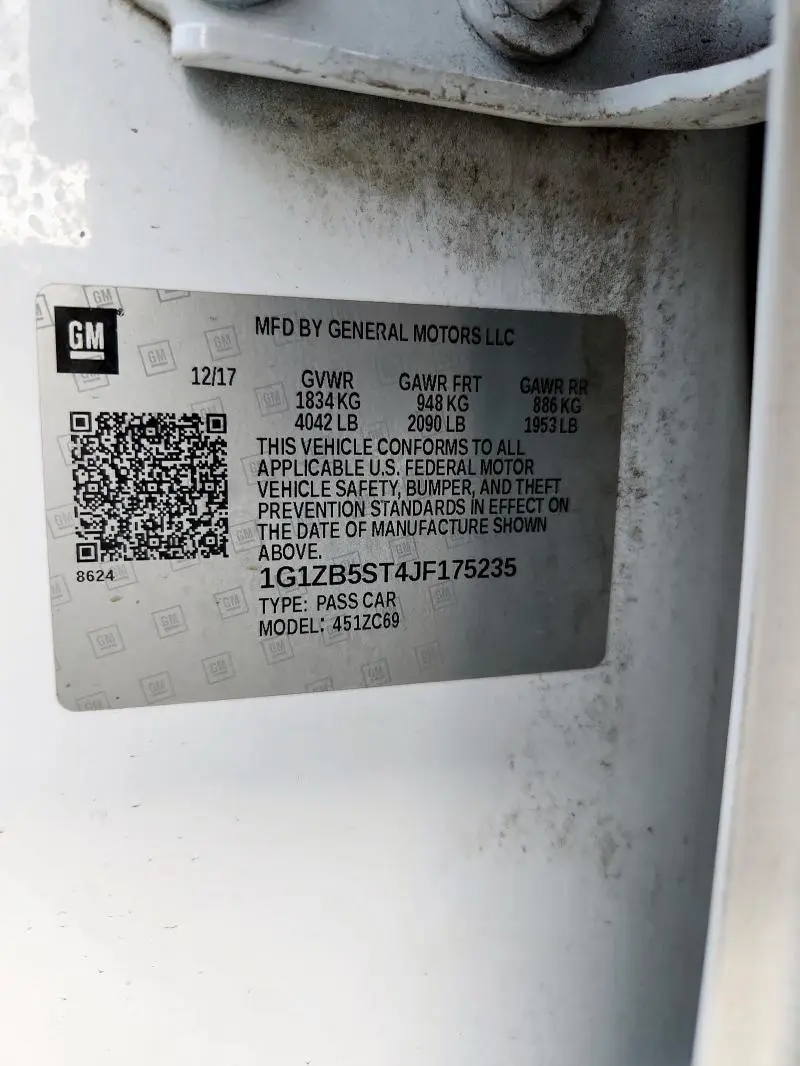 GM
MFD BY GENERAL MOTORS LLC
12/17 GVWR GAWR FRT GAWR RR
1834 KG 948 KG 886 KG
4042 LB 2090 LB 1953 LB
THIS VEHICLE CONFORMS TO ALL
APPLICABLE U.S. FEDERAL MOTOR
VEHICLE SAFETY, BUMPER, AND THEFT
PREVENTION STANDARDS IN EFFECT ON
THE DATE OF MANUFACTURE SHOWN
ABOVE.
8624
1G1ZB5ST4JF175235
TYPE: PASS CAR
MODEL: 451ZC69